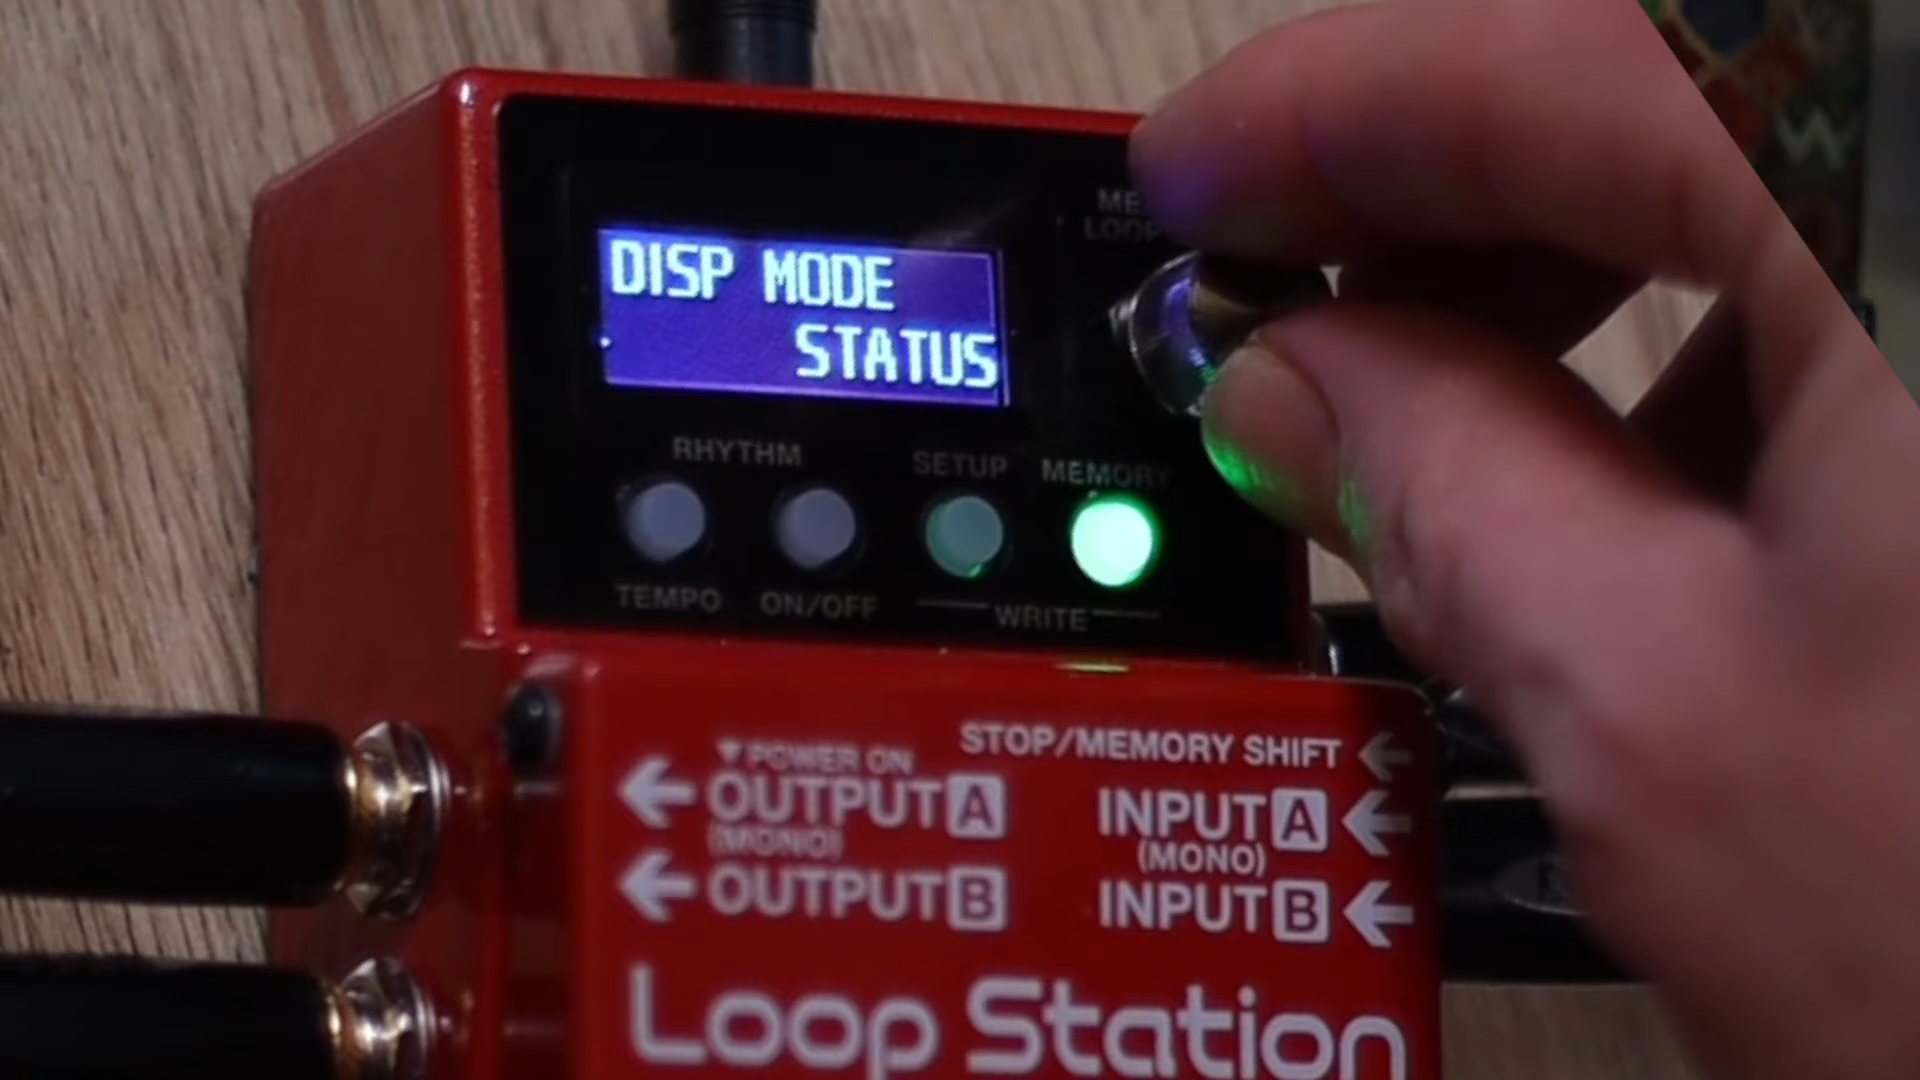 DISP MODE
STATUS
RHYTHM
SETUP
MEMORY
TEMPO
ON/OFF
WRITE
STOP/MEMORY SHIFT
POWER ON
OUTPUT A
(MONO)
OUTPUT B
INPUT A
(MONO)
INPUT B
Loop Station